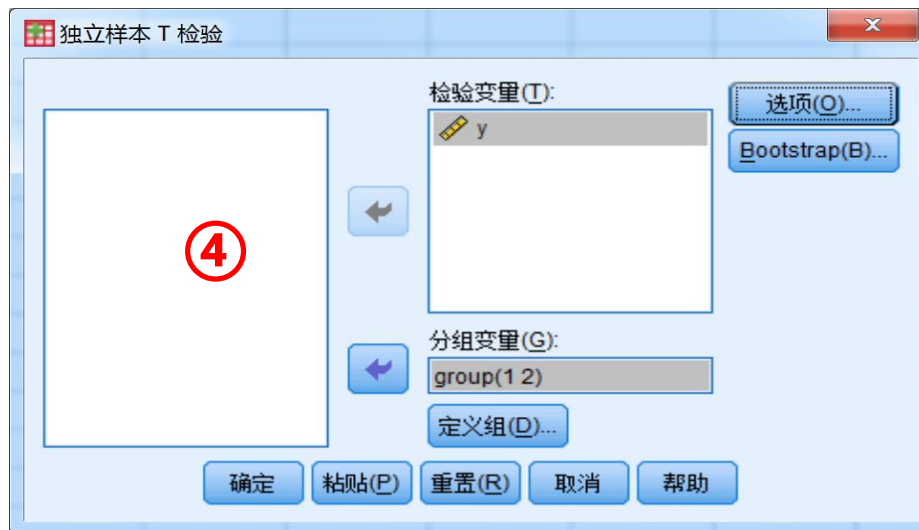 独立样本 T 检验
x
检验变量(T):
y
选项(O)...
Bootstrap(B)...
④
分组变量(G):
group(1 2)
定义组(D)...
确定 粘贴(P) 重置(R) 取消 帮助